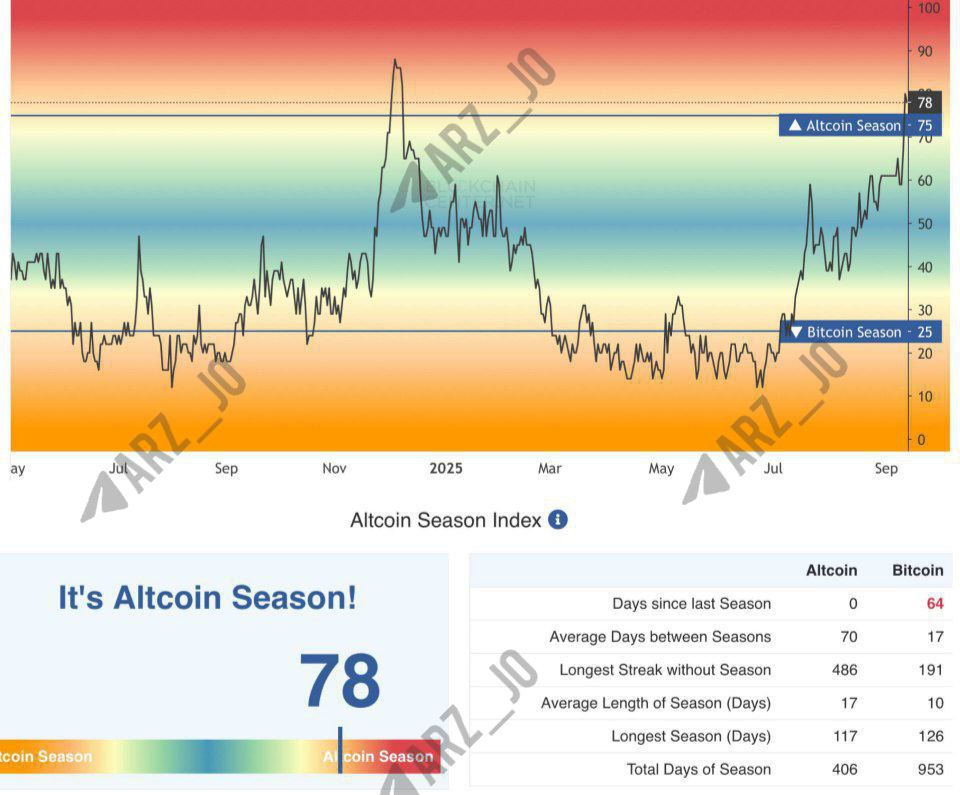 100
90
80
78
▲ Altcoin Season 75
70
60
50
40
30
▼ Bitcoin Season 25
20
10
0
BLOCKCHAIN
CENTER.NET
ARZ_JO
ARZ_JO
ARZ_JO
ay Jul Sep Nov 2025 Mar May Jul Sep
Altcoin Season Index
It's Altcoin Season!
78
tcoin Season Altcoin Season
ARZ_JO
Altcoin Bitcoin
Days since last Season 0 64
Average Days between Seasons 70 17
Longest Streak without Season 486 191
Average Length of Season (Days) 17 10
Longest Season (Days) 117 126
Total Days of Season 406 953